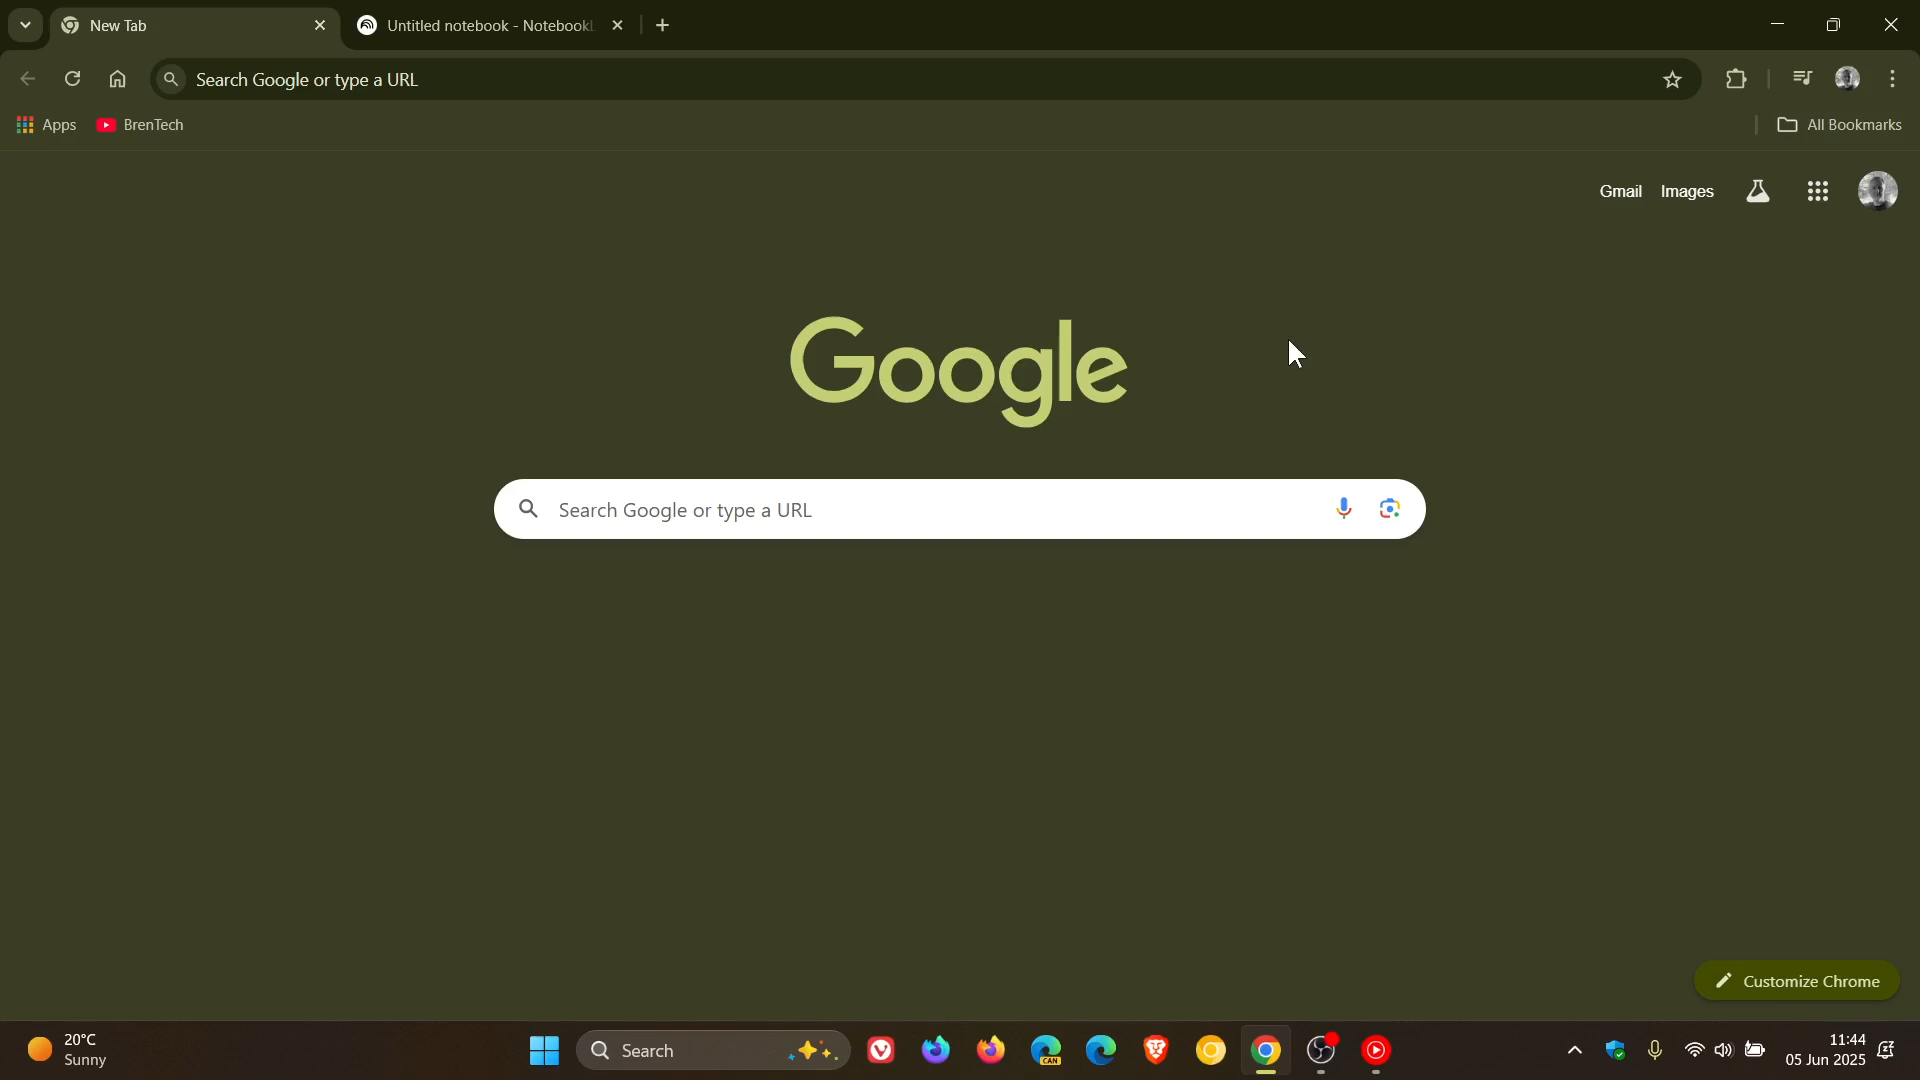 New Tab
Untitled notebook - Notebook
Search Google or type a URL
Apps
BrenTech
All Bookmarks
Gmail
Images
Google
Search Google or type a URL
Customize Chrome
20°C
Sunny
Search
CAN
11:44
05 Jun 2025